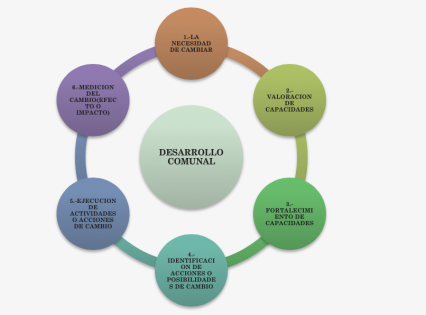 1.-LA
NECESIDAD
DE CAMBIAR
2.-
VALORACION
DE
CAPACIDADES
3.-
FORTALECIMI
ENTO DE
CAPACIDADES
4.-
IDENTIFICACI
ON DE
ACCIONES O
POSIBILIDADE
S DE CAMBIO
5.-EJECUCION
DE
ACTIVIDADES
O ACCIONES
DE CAMBIO
6.-MEDICION
DEL
CAMBIO(EFEC
TO O
IMPACTO)
DESARROLLO
COMUNAL